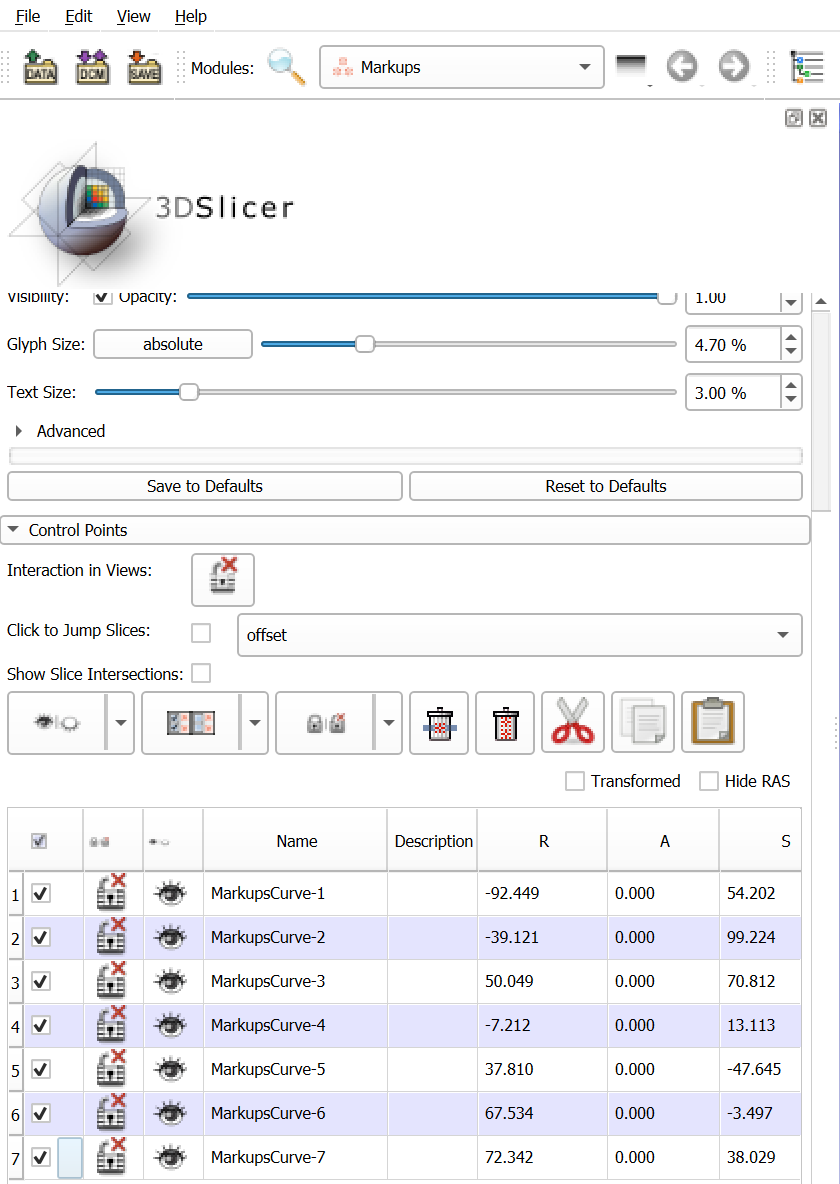 File Edit View Help
DATA DCM SAVE Modules: Markups
3DSlicer
Visibility: Opacity: 1.00
Glyph Size: absolute 4.70 %
Text Size: 3.00 %
Advanced
Save to Defaults Reset to Defaults
Control Points
Interaction in Views:
Click to Jump Slices: offset
Show Slice Intersections:
Transformed Hide RAS
Name Description R A S
1 MarkupsCurve-1 -92.449 0.000 54.202
2 MarkupsCurve-2 -39.121 0.000 99.224
3 MarkupsCurve-3 50.049 0.000 70.812
4 MarkupsCurve-4 -7.212 0.000 13.113
5 MarkupsCurve-5 37.810 0.000 -47.645
6 MarkupsCurve-6 67.534 0.000 -3.497
7 MarkupsCurve-7 72.342 0.000 38.029